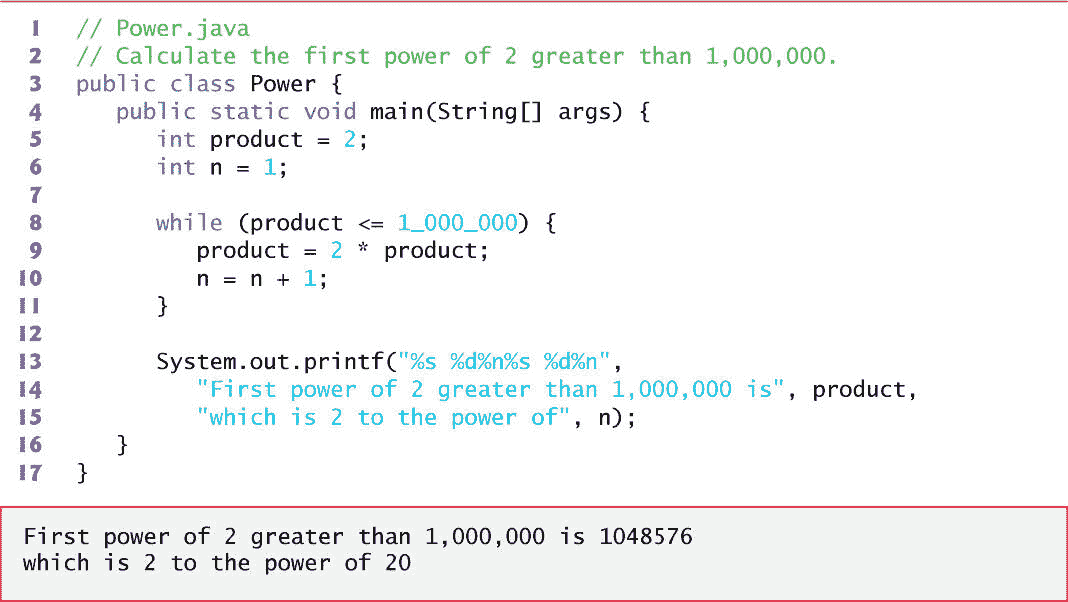 1 // Power.java
2 // Calculate the first power of 2 greater than 1,000,000.
3 public class Power {
4    public static void main(String[] args) {
5       int product = 2;
6       int n = 1;
7
8       while (product <= 1_000_000) {
9          product = 2 * product;
10          n = n + 1;
11       }
12
13       System.out.printf("%s %d%n%s %d%n",
14          "First power of 2 greater than 1,000,000 is", product,
15          "which is 2 to the power of", n);
16    }
17 }
First power of 2 greater than 1,000,000 is 1048576
which is 2 to the power of 20